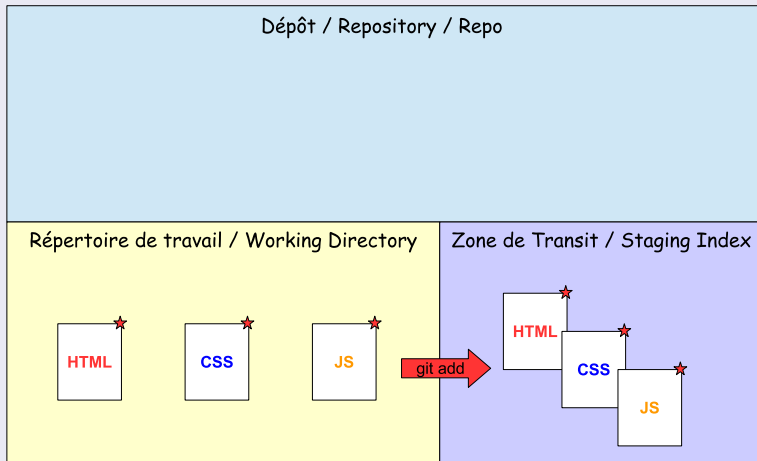 Dépôt / Repository / Repo
Répertoire de travail / Working Directory
Zone de Transit / Staging Index
HTML
CSS
JS
git add
HTML
CSS
JS